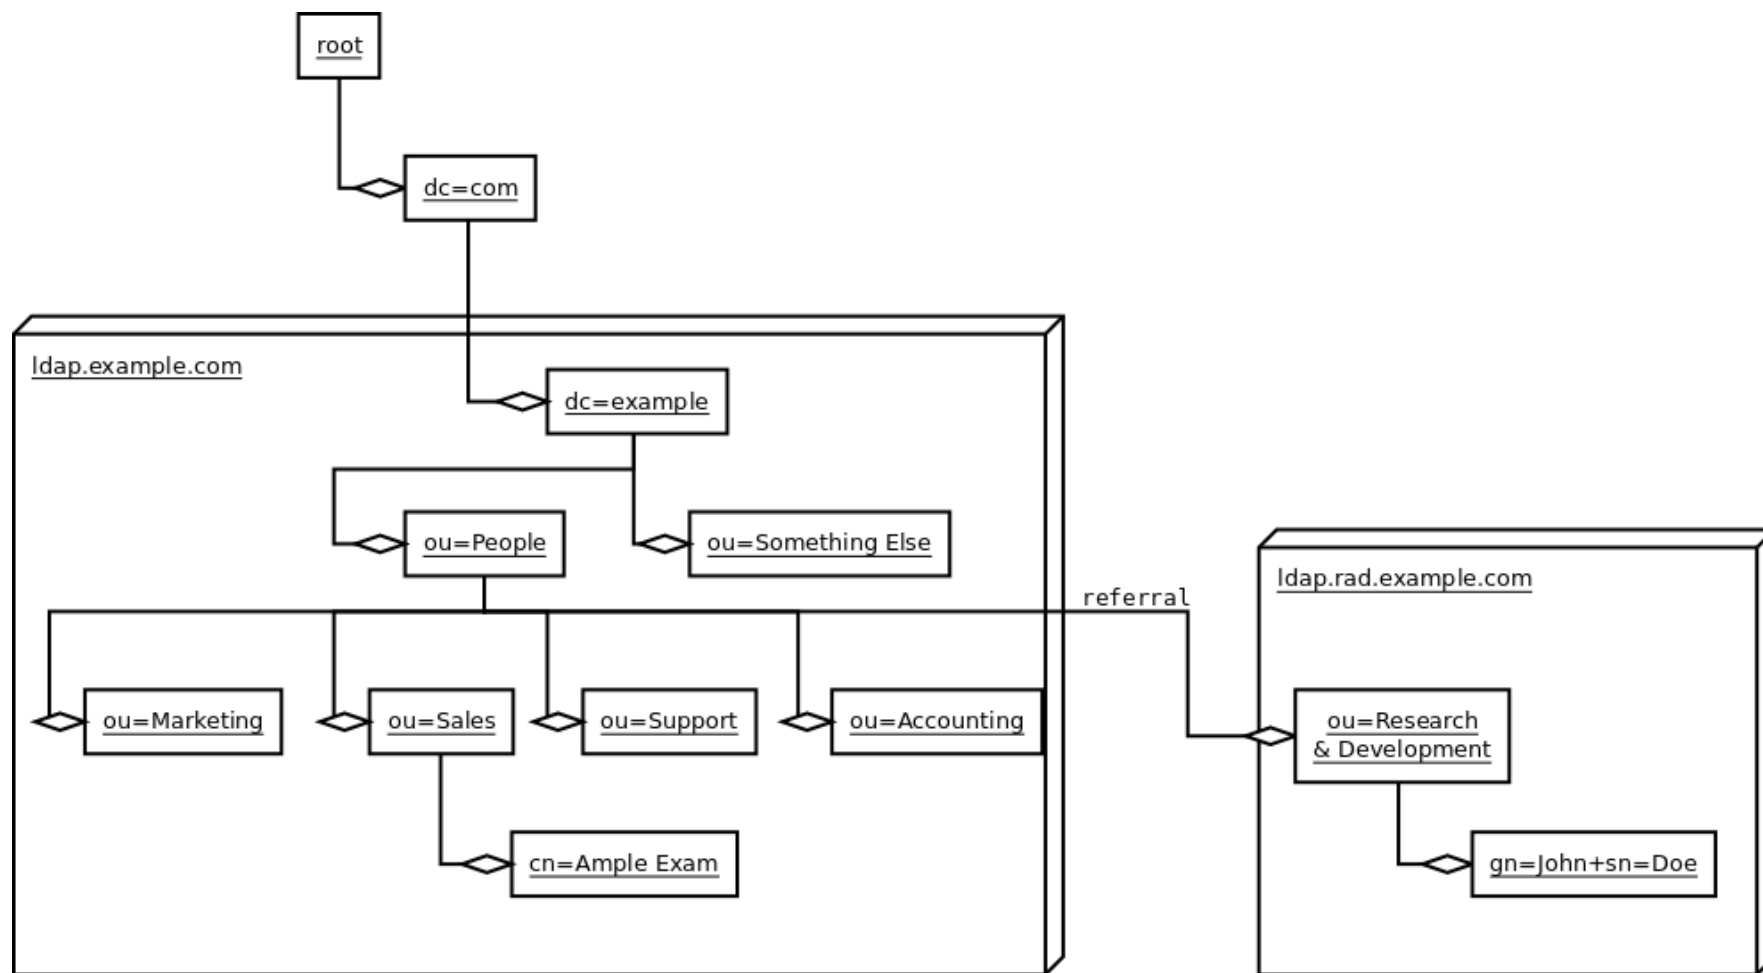 root
dc=com
ldap.example.com
dc=example
ou=People
ou=Something Else
referral
ldap.rad.example.com
ou=Marketing
ou=Sales
ou=Support
ou=Accounting
ou=Research
& Development
cn=Ample Exam
gn=John+sn=Doe